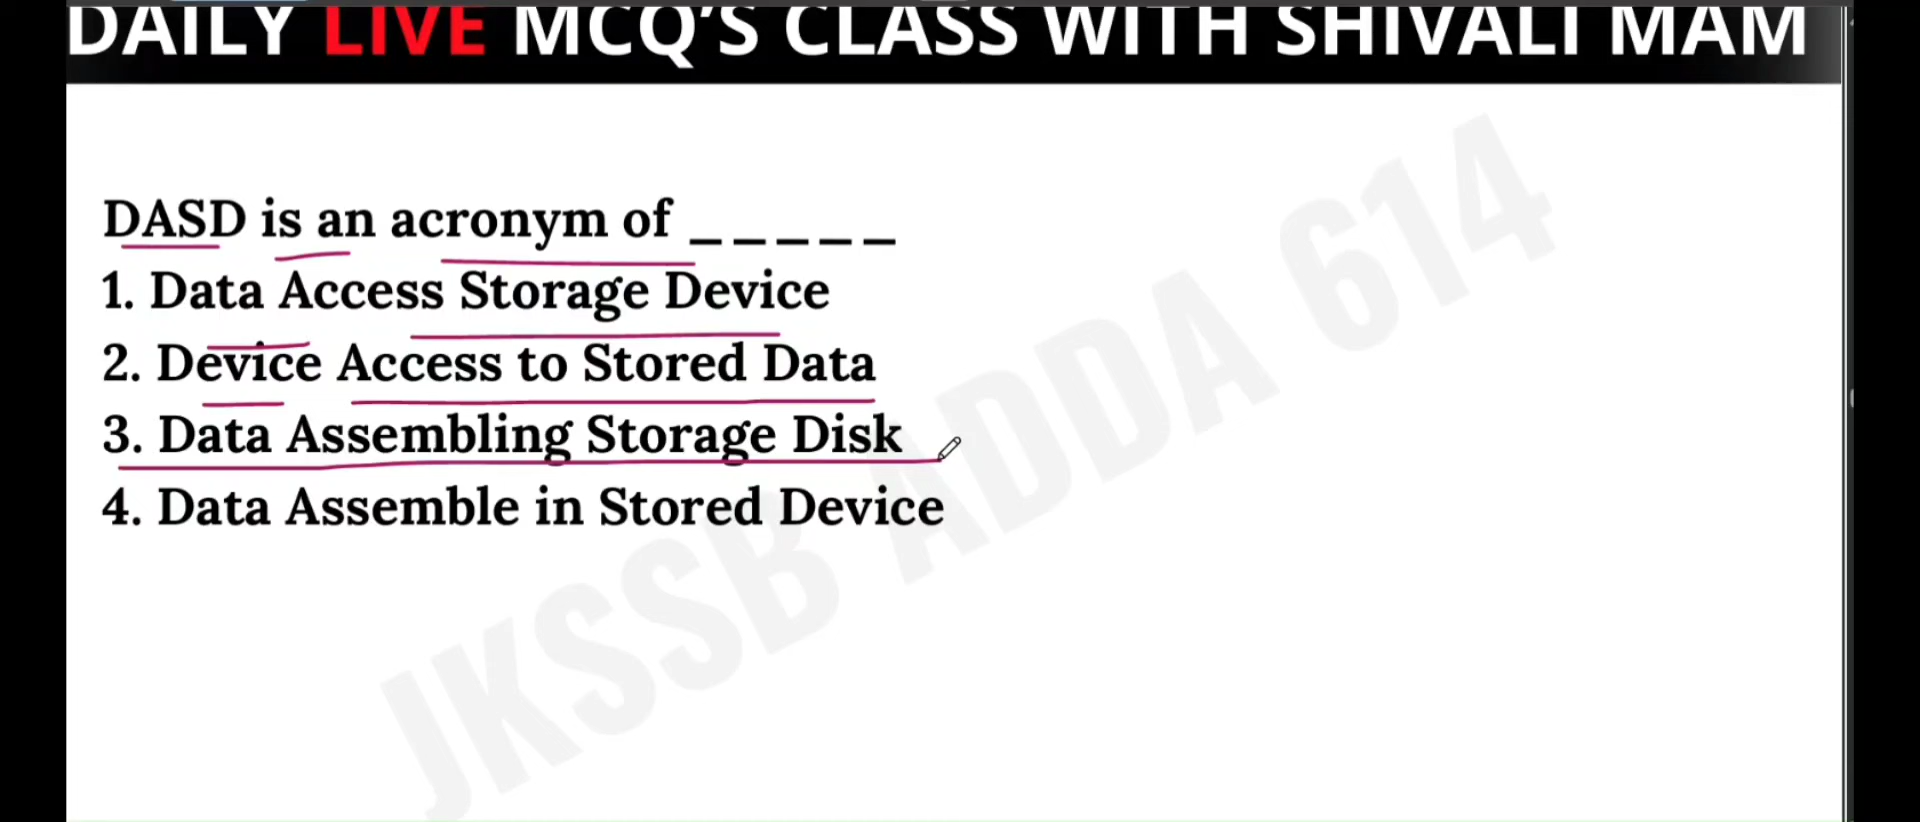 DAILY LIVE MCQ'S CLASS WITH SHIVALI MAM
DASD is an acronym of _ _ _ _ _
1. Data Access Storage Device
2. Device Access to Stored Data
3. Data Assembling Storage Disk
4. Data Assemble in Stored Device
JKSSB ADDA 614